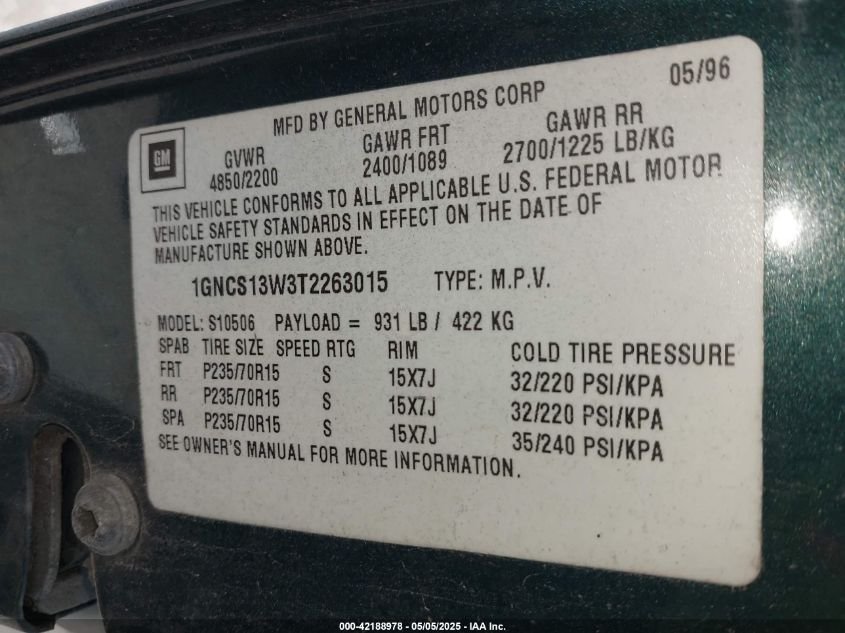 05/96
MFD BY GENERAL MOTORS CORP
GM
GVWR GAWR FRT GAWR RR
4850/2200 2400/1089 2700/1225 LB/KG
THIS VEHICLE CONFORMS TO ALL APPLICABLE U.S. FEDERAL MOTOR
VEHICLE SAFETY STANDARDS IN EFFECT ON THE DATE OF
MANUFACTURE SHOWN ABOVE.
1GNCS13W3T2263015 TYPE: M.P.V.
MODEL: S10506 PAYLOAD = 931 LB / 422 KG
SPAB TIRE SIZE SPEED RTG RIM COLD TIRE PRESSURE
FRT P235/70R15 S 15X7J 32/220 PSI/KPA
RR P235/70R15 S 15X7J 32/220 PSI/KPA
SPA P235/70R15 S 15X7J 35/240 PSI/KPA
SEE OWNER'S MANUAL FOR MORE INFORMATION.
000-42188978 - 05/05/2025 - IAA Inc.